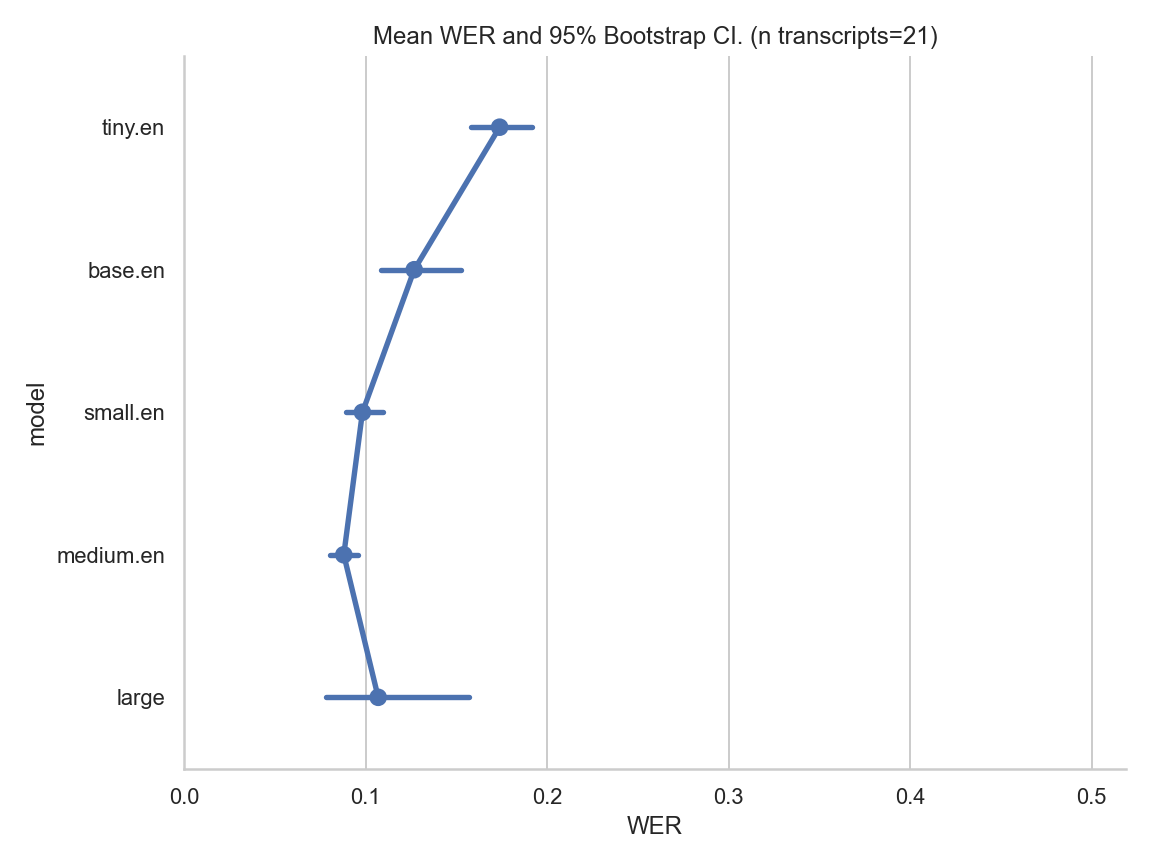 Mean WER and 95% Bootstrap CI. (n transcripts=21)
tiny.en
base.en
small.en
medium.en
large
model
0.0
0.1
0.2
0.3
0.4
0.5
WER